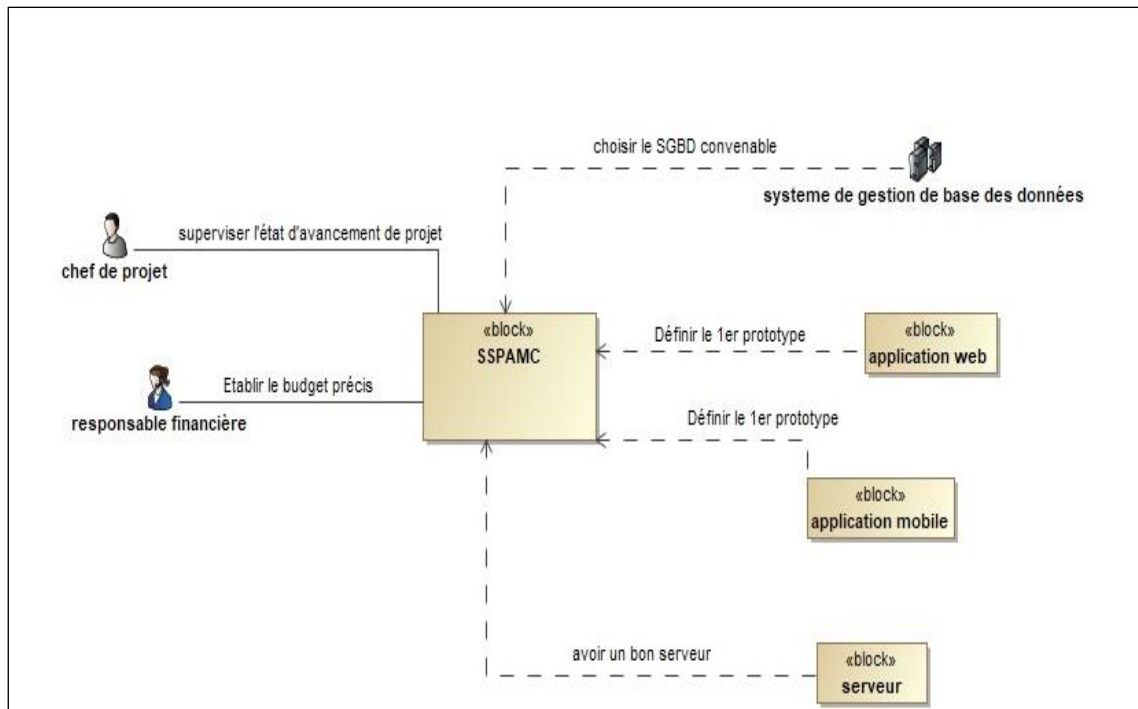 choisir le SGBD convenable
systeme de gestion de base des données
superviser l'état d'avancement de projet
chef de projet
«block»
SSPAMC
Définir le 1er prototype
«block»
application web
Etablir le budget précis
responsable financière
Définir le 1er prototype
«block»
application mobile
avoir un bon serveur
«block»
serveur